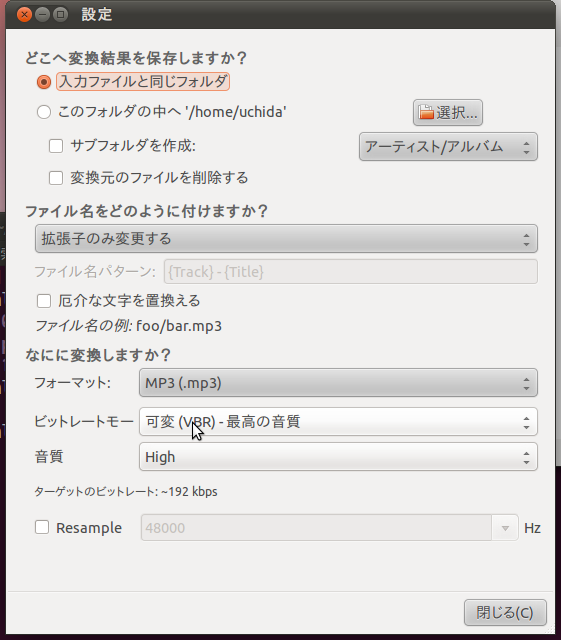 設定
どこへ変換結果を保存しますか?
入力ファイルと同じフォルダ
このフォルダの中へ '/home/uchida'
選択...
サブフォルダを作成:
アーティスト/アルバム
変換元のファイルを削除する
ファイル名をどのように付けますか?
拡張子のみ変更する
ファイル名パターン: {Track} - {Title}
厄介な文字を置換える
ファイル名の例: foo/bar.mp3
なにに変換しますか?
フォーマット: MP3 (.mp3)
ビットレートモー 可変 (VBR) - 最高の音質
音質 High
ターゲットのビットレート: ~192 kbps
Resample 48000 Hz
閉じる(C)